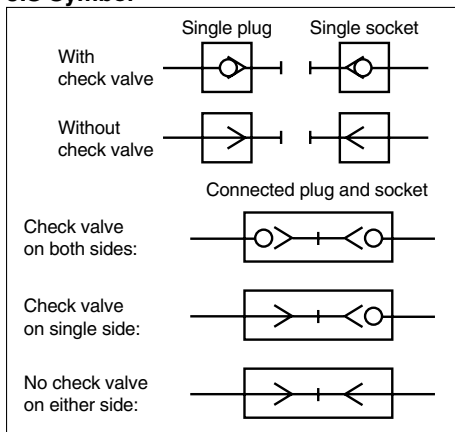 Single plug
Single socket
With
check valve
Without
check valve
Connected plug and socket
Check valve
on both sides:
Check valve
on single side:
No check valve
on either side: